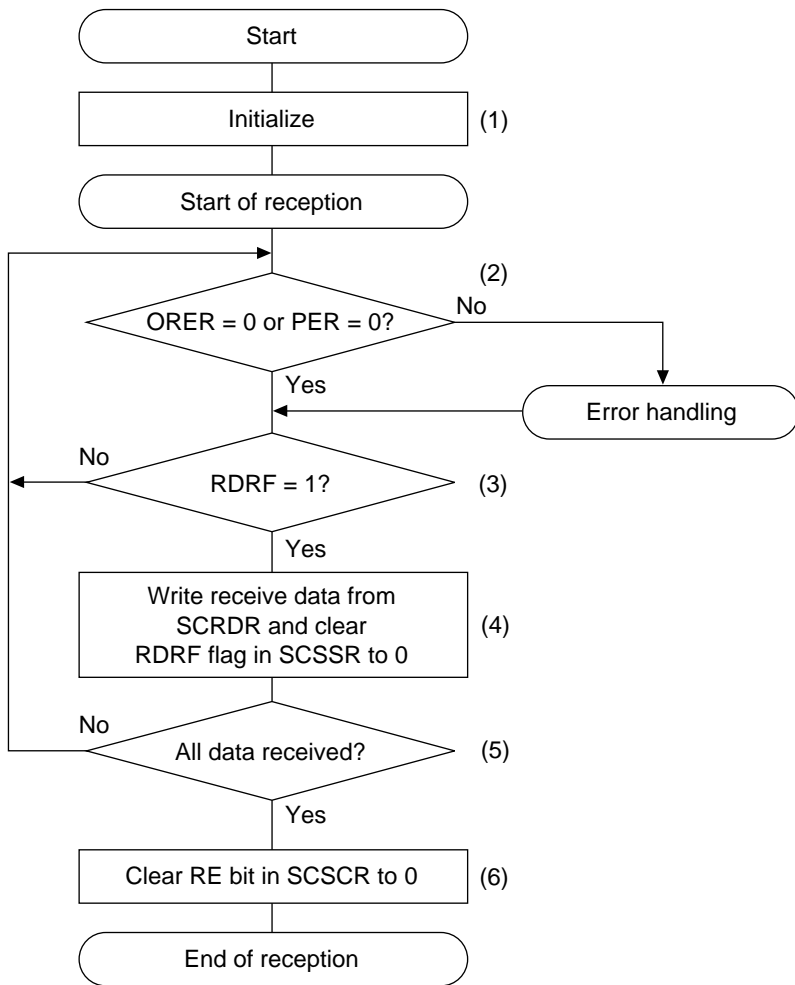 Start
Initialize
(1)
Start of reception
(2)
ORER = 0 or PER = 0?
No
Yes
Error handling
No
RDRF = 1?
(3)
Yes
Write receive data from
SCRDR and clear
RDRF flag in SCSSR to 0
(4)
No
All data received?
(5)
Yes
Clear RE bit in SCSCR to 0
(6)
End of reception